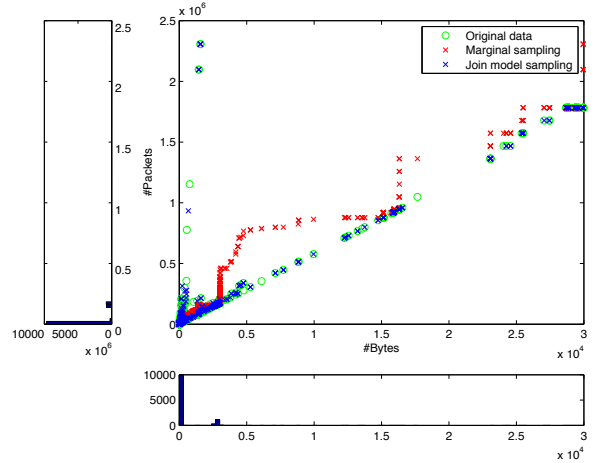 x 10^6
2.5
2
1.5
1
0.5
0
10000 5000 0
x 10^6
x 10^6
2.5
2
1.5
1
0.5
0
#Packets
Original data
Marginal sampling
Join model sampling
0 0.5 1 1.5 2 2.5 3
#Bytes
x 10^4
10000
5000
0
0 0.5 1 1.5 2 2.5 3
x 10^4